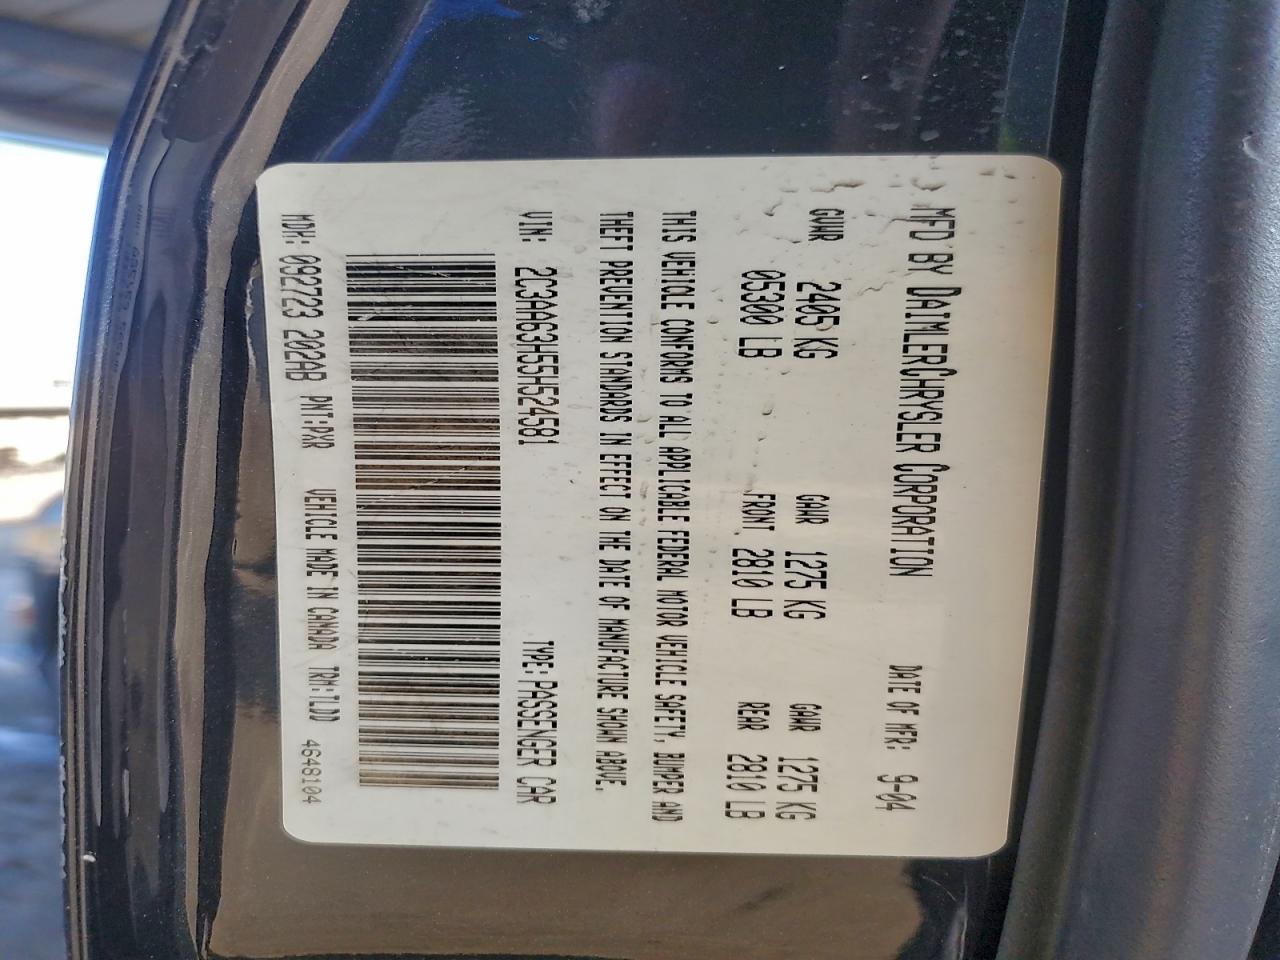 MFD BY DAIMLERCHRYSLER CORPORATION DATE OF MFR: 9-04
GVWR 2405 KG GAWR 1275 KG GAWR 1275 KG
05300 LB FRONT 2810 LB REAR 2810 LB
THIS VEHICLE CONFORMS TO ALL APPLICABLE FEDERAL MOTOR VEHICLE SAFETY, BUMPER AND
THEFT PREVENTION STANDARDS IN EFFECT ON THE DATE OF MANUFACTURE SHOWN ABOVE.
VIN: 2C3AA63H55H524581 TYPE: PASSENGER CAR
MDH: 092723 202AB PNT:PXR VEHICLE MADE IN CANADA TRM:TLDD 4648104